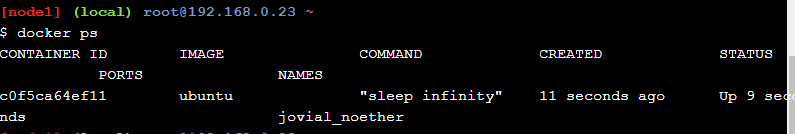 [node1] (local) root@192.168.0.23 ~
$ docker ps
CONTAINER ID IMAGE COMMAND CREATED STATUS
PORTS NAMES
c0f5ca64ef11 ubuntu "sleep infinity" 11 seconds ago Up 9 seco
nds jovial_noether